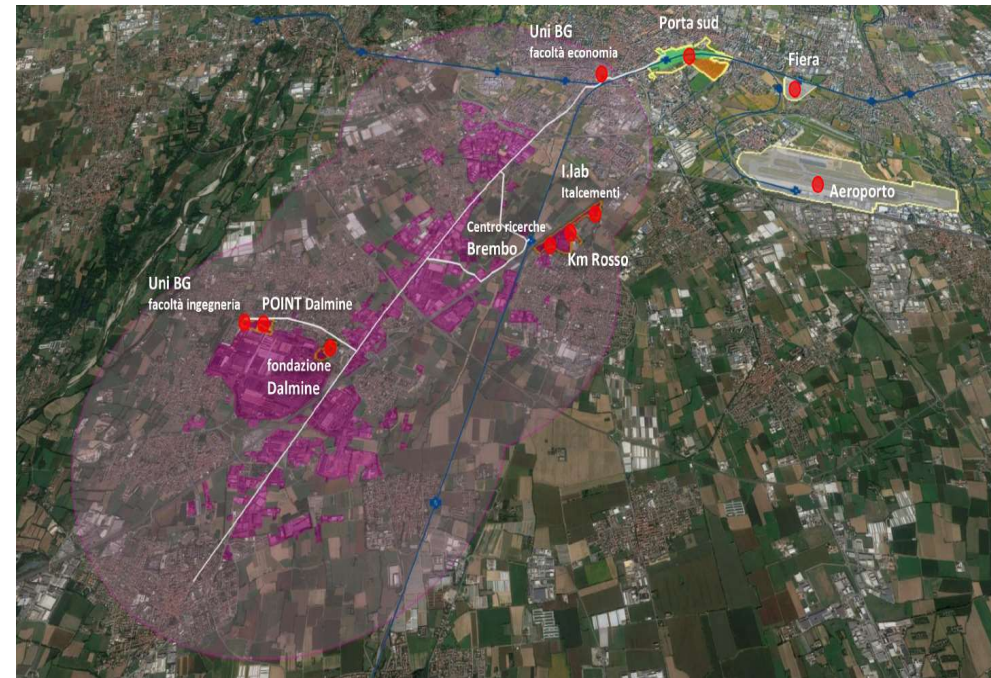 Porta sud
Uni BG
facoltà economia
Fiera
I.lab
Italcementi
Aeroporto
Centro ricerche
Brembo
Km Rosso
Uni BG
facoltà ingegneria
POINT Dalmine
fondazione
Dalmine